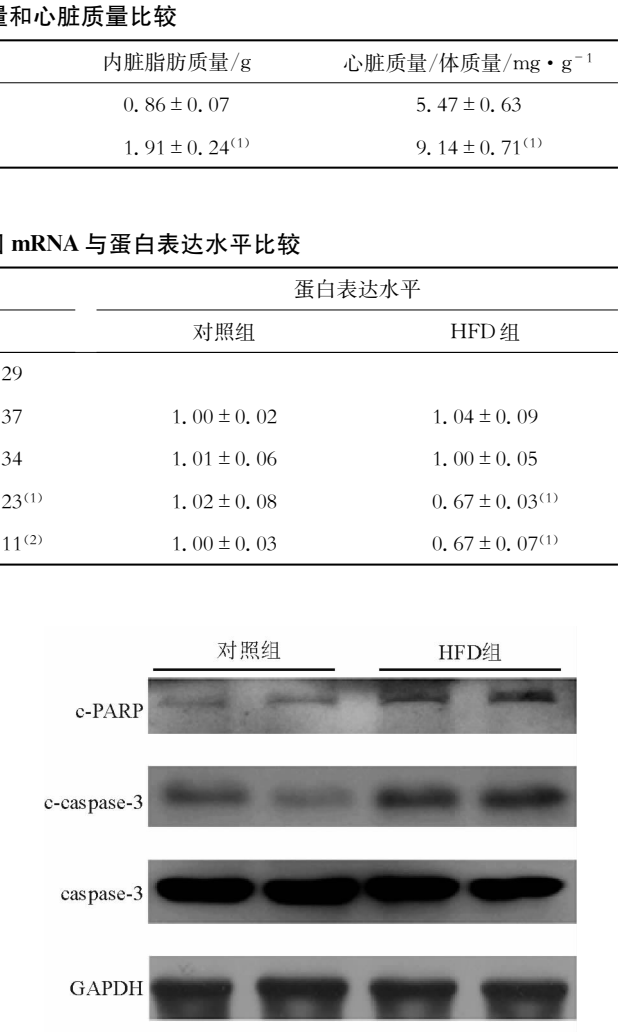 量和心脏质量比较
内脏脂肪质量/g 心脏质量/体质量/mg·g⁻¹
0.86±0.07 5.47±0.63
1.91±0.24⁽¹⁾ 9.14±0.71⁽¹⁾
mRNA 与蛋白表达水平比较
蛋白表达水平
对照组 HFD 组
29
37 1.00±0.02 1.04±0.09
34 1.01±0.06 1.00±0.05
23⁽¹⁾ 1.02±0.08 0.67±0.03⁽¹⁾
11⁽²⁾ 1.00±0.03 0.67±0.07⁽¹⁾
对照组 HFD组
c-PARP
c-caspase-3
caspase-3
GAPDH